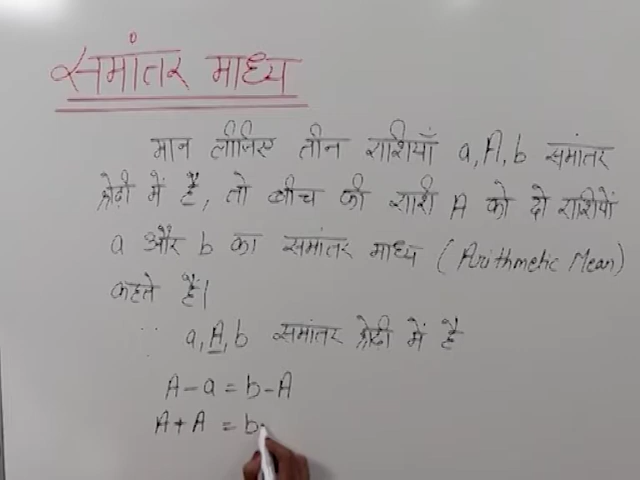 समांतर माध्य
मान लीजिए तीन राशियाँ a, A, b समांतर
श्रेढ़ी में है, तो बीच की राशी A को दो राशियों
a और b का समांतर माध्य (Arithmetic Mean)
कहते हैं।
∵ a, A, b समांतर श्रेढी में है
A - a = b - A
A + A = b